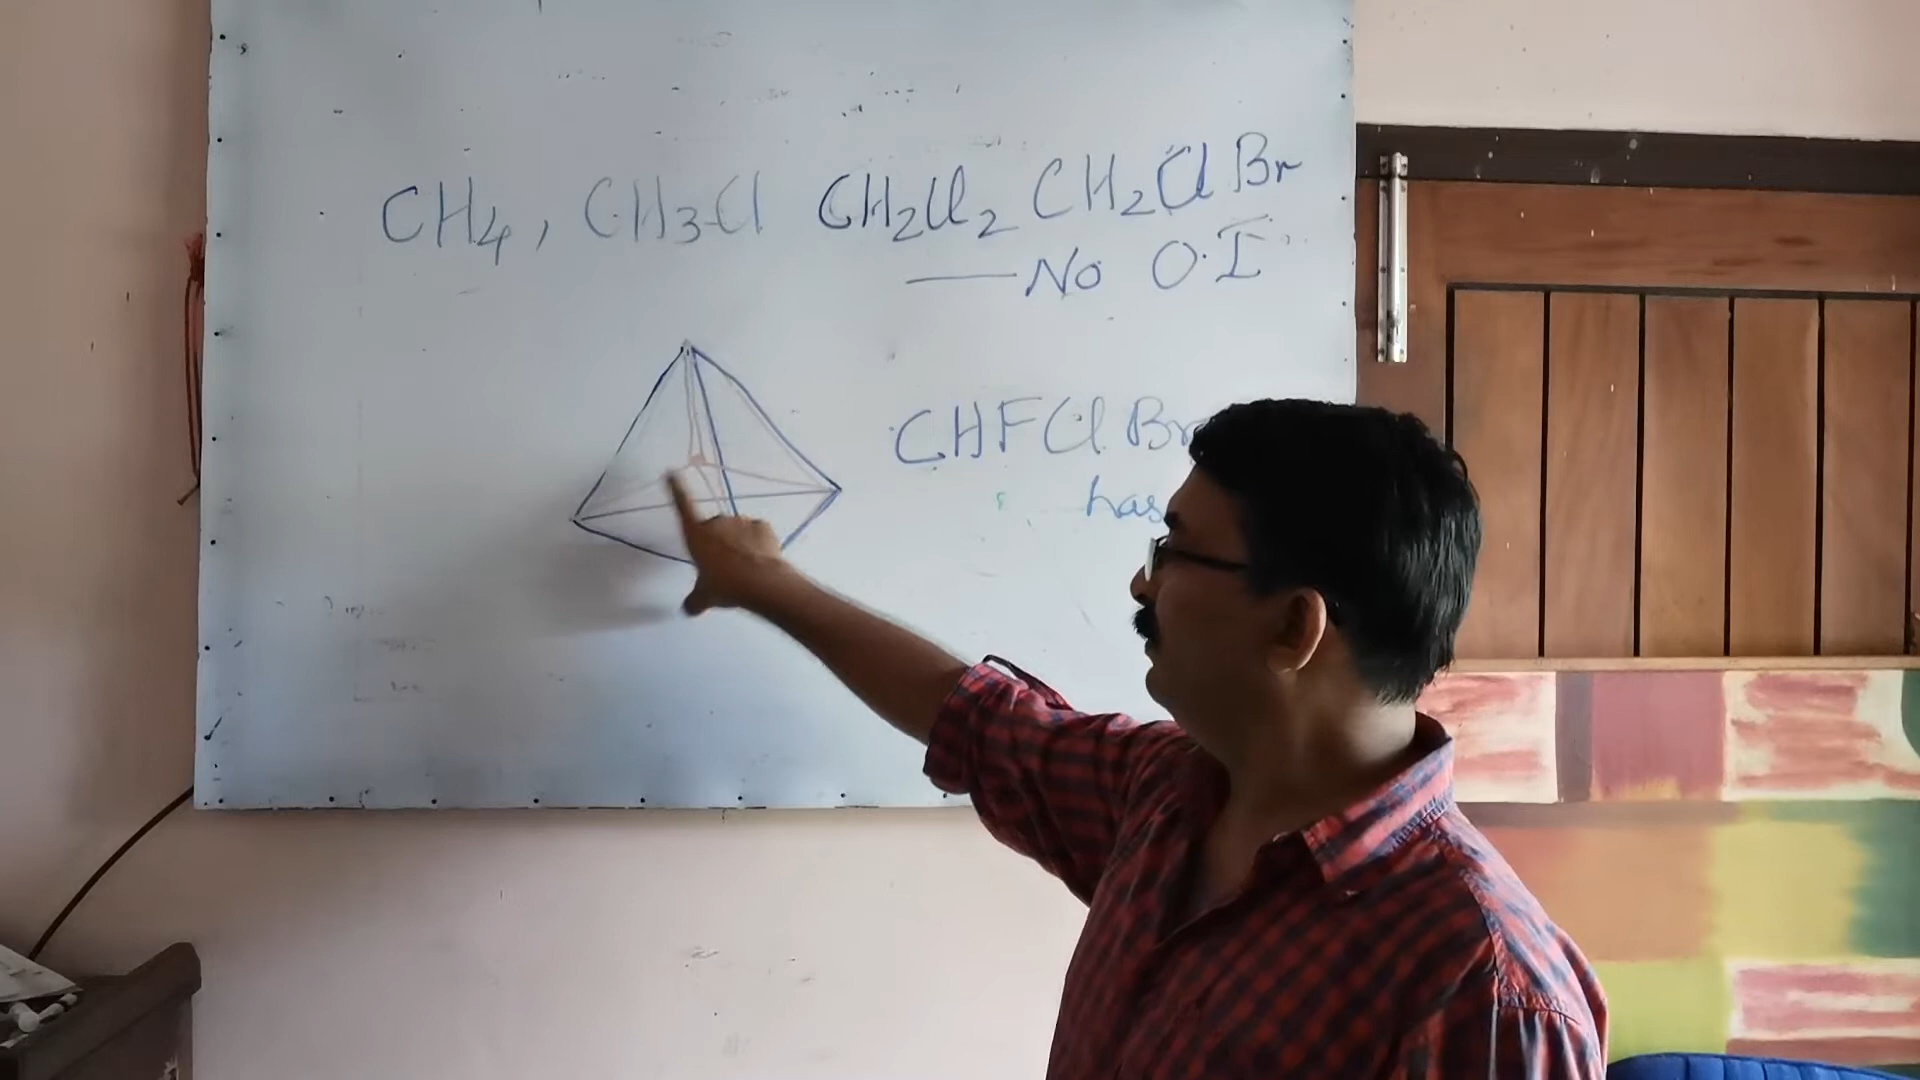 CH₄, CH₃Cl CH₂Cl₂ CH₂ClBr
— No O.I
CHFClBr
has